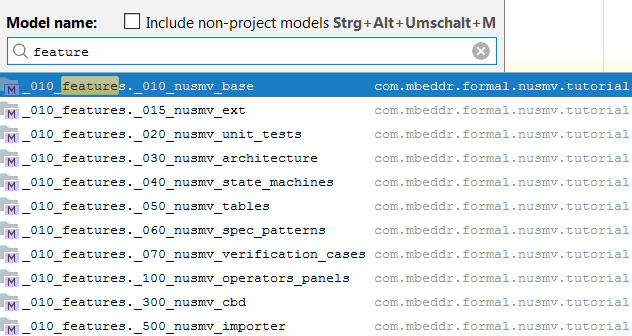 Model name: Include non-project models Strg+Alt+Umschalt+M
feature
_010_features._010_nusmv_base com.mbeddr.formal.nusmv.tutorial
_010_features._015_nusmv_ext com.mbeddr.formal.nusmv.tutorial
_010_features._020_nusmv_unit_tests com.mbeddr.formal.nusmv.tutorial
_010_features._030_nusmv_architecture com.mbeddr.formal.nusmv.tutorial
_010_features._040_nusmv_state_machines com.mbeddr.formal.nusmv.tutorial
_010_features._050_nusmv_tables com.mbeddr.formal.nusmv.tutorial
_010_features._060_nusmv_spec_patterns com.mbeddr.formal.nusmv.tutorial
_010_features._070_nusmv_verification_cases com.mbeddr.formal.nusmv.tutorial
_010_features._100_nusmv_operators_panels com.mbeddr.formal.nusmv.tutorial
_010_features._300_nusmv_cbd com.mbeddr.formal.nusmv.tutorial
_010_features._500_nusmv_importer com.mbeddr.formal.nusmv.tutorial